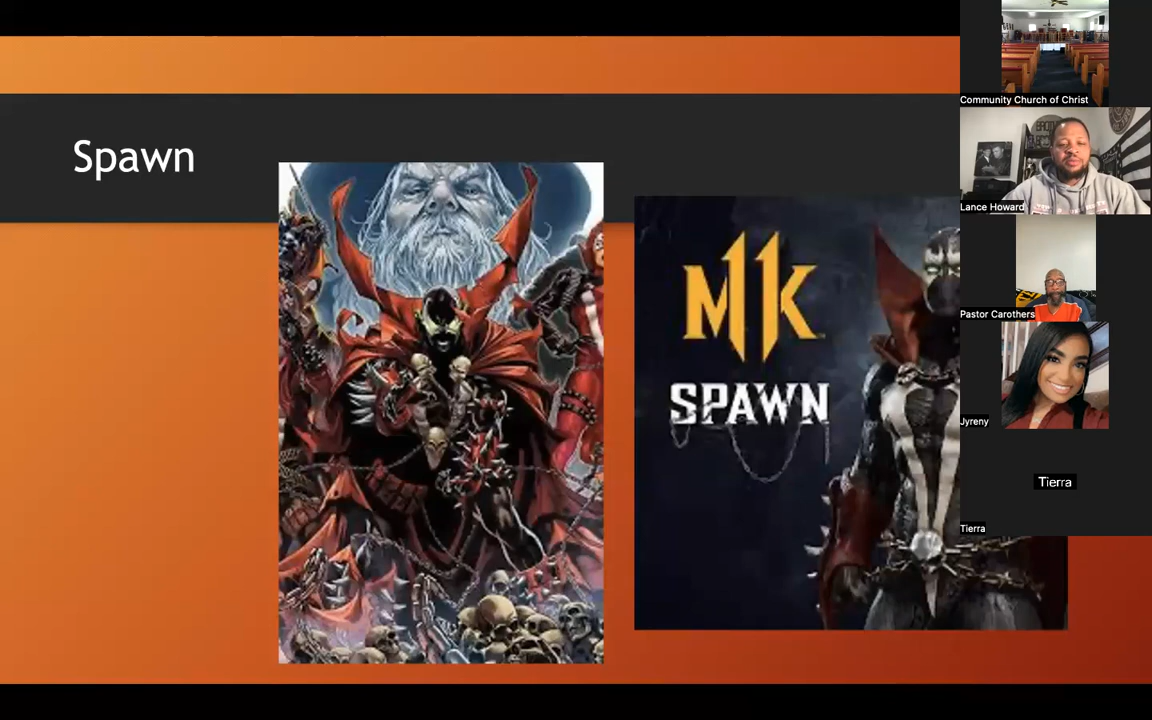 Spawn
MK
SPAWN
Community Church of Christ
Lance Howard
Pastor Carothers
Jyreny
Tierra
Tierra